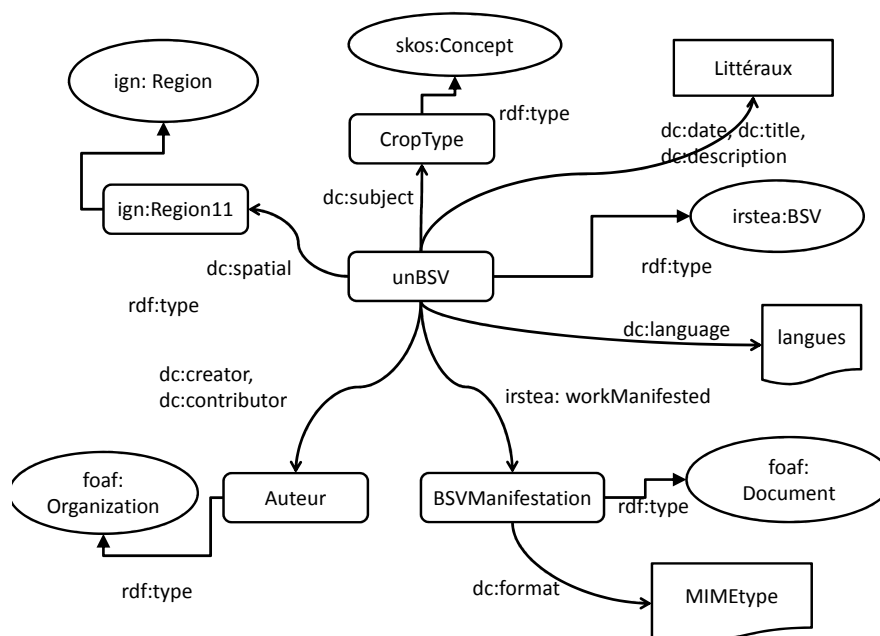 skos:Concept
Littéraux
ign: Region
rdf:type
CropType
dc:date, dc:title,
dc:description
dc:subject
ign:Region11
irstea:BSV
dc:spatial
unBSV
rdf:type
rdf:type
dc:language
langues
dc:creator,
dc:contributor
irstea: workManifested
foaf:
Organization
Auteur
BSVManifestation
foaf:
Document
rdf:type
rdf:type
dc:format
MIMEtype